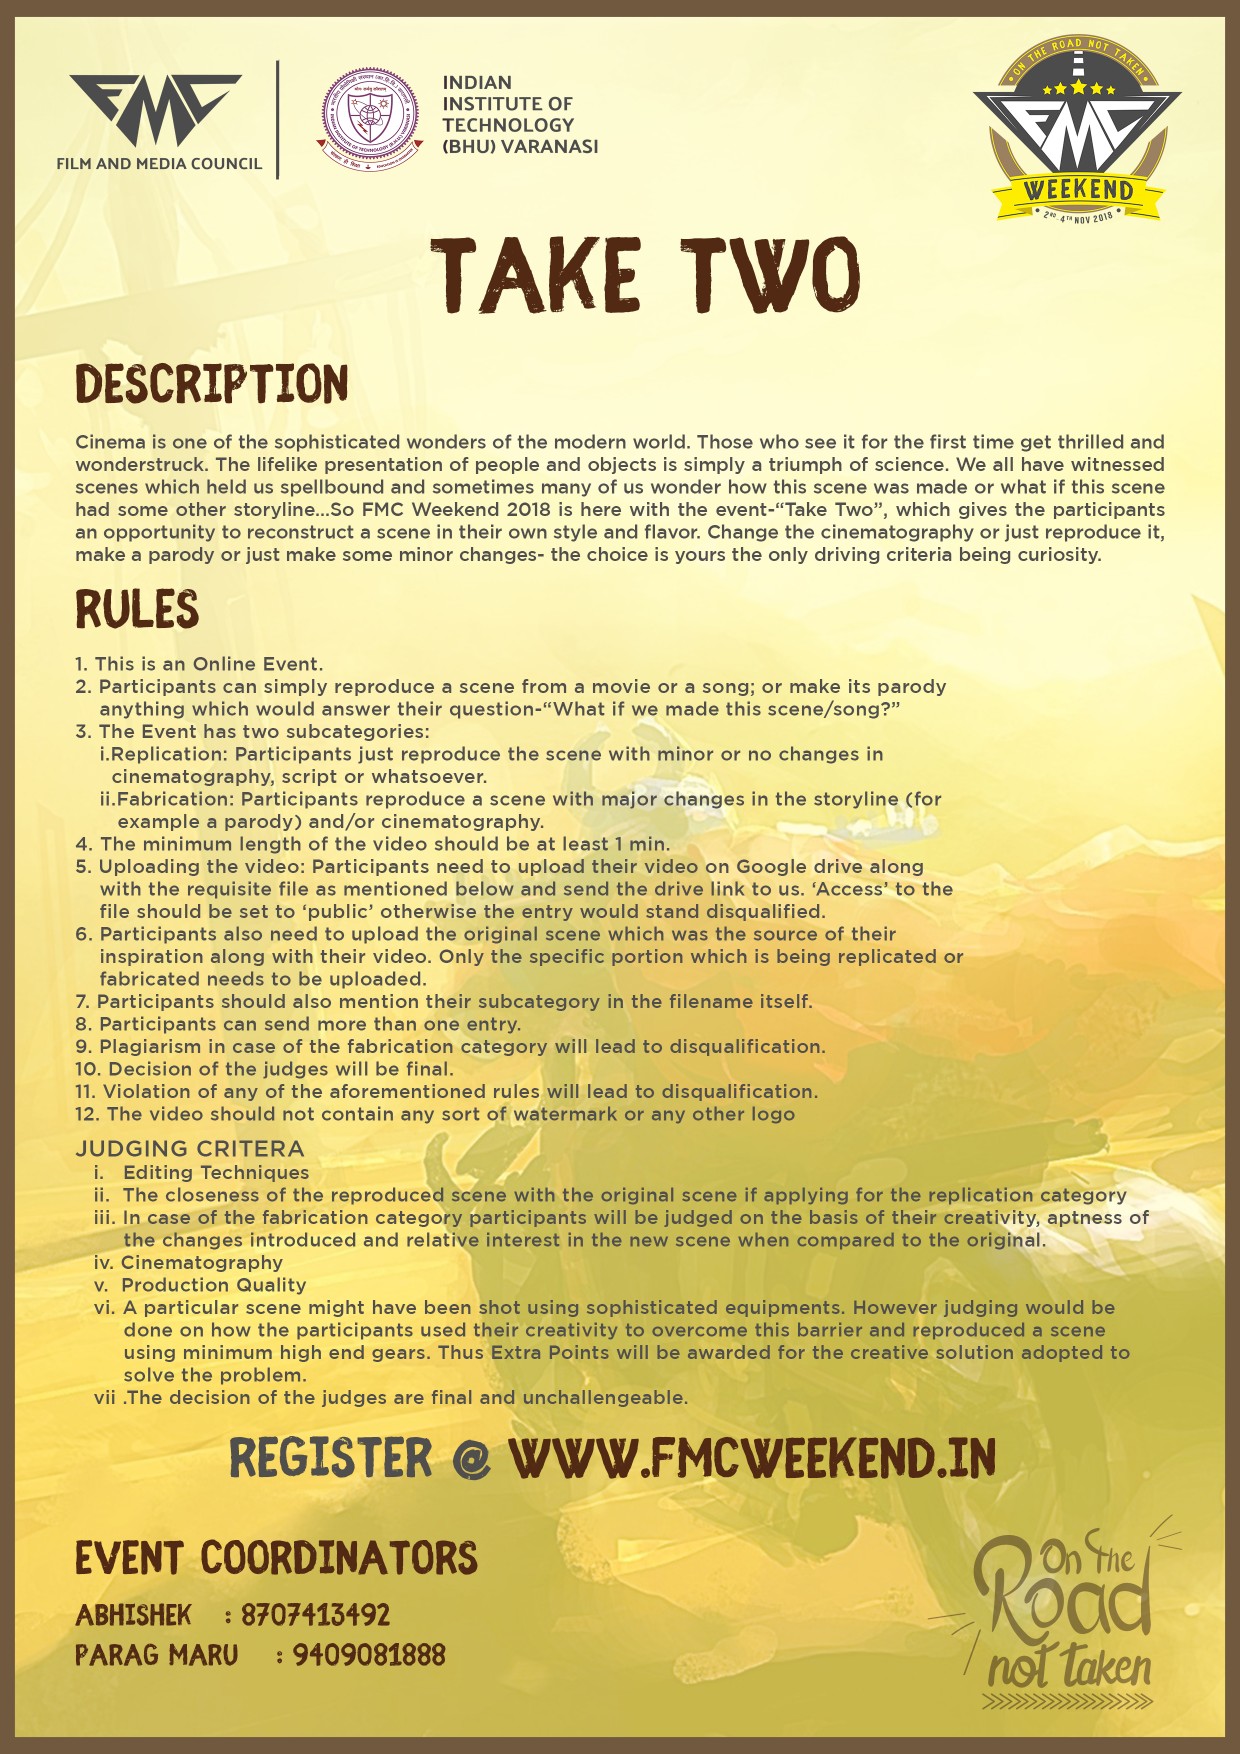 FMC
FILM AND MEDIA COUNCIL
INDIAN
INSTITUTE OF
TECHNOLOGY
(BHU) VARANASI
ON THE ROAD NOT TAKEN
FMC
WEEKEND
2ND - 4TH NOV 2018
TAKE TWO
DESCRIPTION
Cinema is one of the sophisticated wonders of the modern world. Those who see it for the first time get thrilled and
wonderstruck. The lifelike presentation of people and objects is simply a triumph of science. We all have witnessed
scenes which held us spellbound and sometimes many of us wonder how this scene was made or what if this scene
had some other storyline...So FMC Weekend 2018 is here with the event-“Take Two”, which gives the participants
an opportunity to reconstruct a scene in their own style and flavor. Change the cinematography or just reproduce it,
make a parody or just make some minor changes- the choice is yours the only driving criteria being curiosity.
RULES
1. This is an Online Event.
2. Participants can simply reproduce a scene from a movie or a song; or make its parody
anything which would answer their question-“What if we made this scene/song?”
3. The Event has two subcategories:
i.Replication: Participants just reproduce the scene with minor or no changes in
cinematography, script or whatsoever.
ii.Fabrication: Participants reproduce a scene with major changes in the storyline (for
example a parody) and/or cinematography.
4. The minimum length of the video should be at least 1 min.
5. Uploading the video: Participants need to upload their video on Google drive along
with the requisite file as mentioned below and send the drive link to us. ‘Access’ to the
file should be set to ‘public’ otherwise the entry would stand disqualified.
6. Participants also need to upload the original scene which was the source of their
inspiration along with their video. Only the specific portion which is being replicated or
fabricated needs to be uploaded.
7. Participants should also mention their subcategory in the filename itself.
8. Participants can send more than one entry.
9. Plagiarism in case of the fabrication category will lead to disqualification.
10. Decision of the judges will be final.
11. Violation of any of the aforementioned rules will lead to disqualification.
12. The video should not contain any sort of watermark or any other logo
JUDGING CRITERA
i. Editing Techniques
ii. The closeness of the reproduced scene with the original scene if applying for the replication category
iii. In case of the fabrication category participants will be judged on the basis of their creativity, aptness of
the changes introduced and relative interest in the new scene when compared to the original.
iv. Cinematography
v. Production Quality
vi. A particular scene might have been shot using sophisticated equipments. However judging would be
done on how the participants used their creativity to overcome this barrier and reproduced a scene
using minimum high end gears. Thus Extra Points will be awarded for the creative solution adopted to
solve the problem.
vii .The decision of the judges are final and unchallengeable.
REGISTER @ WWW.FMCWEEKEND.IN
EVENT COORDINATORS
ABHISHEK : 8707413492
PARAG MARU : 9409081888
On the
Road
not taken